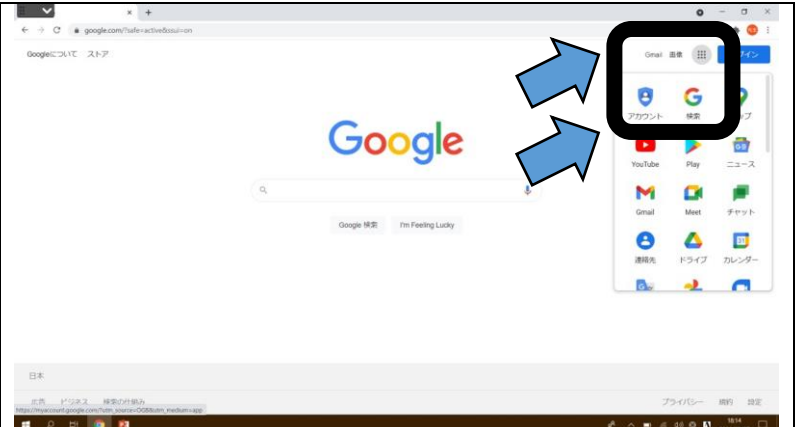 google.com/?safe=active&ssui=on
Googleについて ストア
Gmail 画像
アカウント 検索
YouTube Play ニュース
Google
Gmail Meet チャット
Google 検索 I'm Feeling Lucky
連絡先 ドライブ カレンダー
日本
広告 ビジネス 検索の仕組み
プライバシー 規約 設定
https://myaccount.google.com/?utm_source=OGB&utm_medium=app
18:14